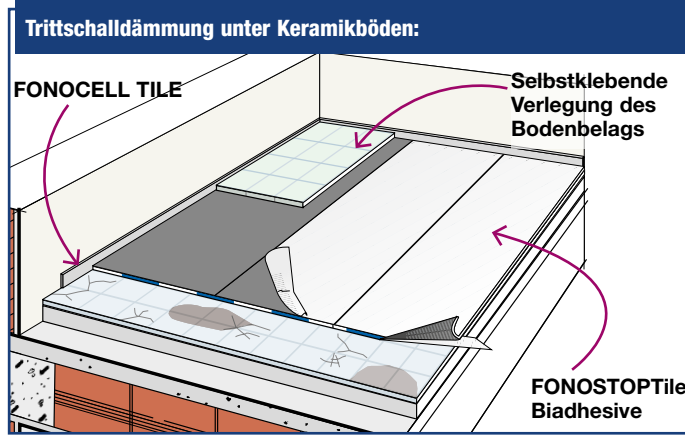 Trittschalldämmung unter Keramikböden:
FONOCELL TILE
Selbstklebende
Verlegung des
Bodenbelags
FONOSTOPTile
Biadhesive